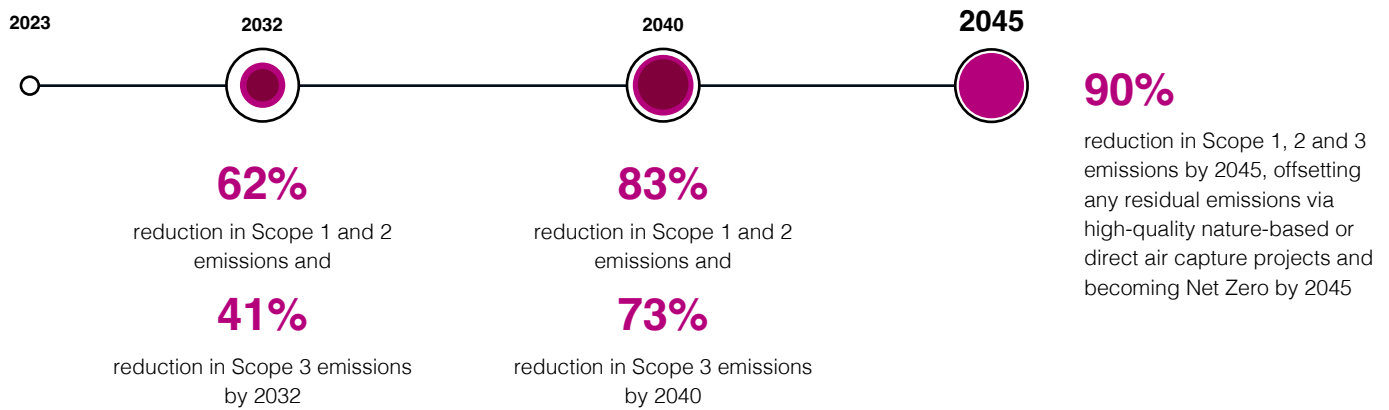 2023
2032
2040
2045
62%
reduction in Scope 1 and 2
emissions and
41%
reduction in Scope 3 emissions
by 2032
83%
reduction in Scope 1 and 2
emissions and
73%
reduction in Scope 3 emissions
by 2040
90%
reduction in Scope 1, 2 and 3
emissions by 2045, offsetting
any residual emissions via
high-quality nature-based or
direct air capture projects and
becoming Net Zero by 2045